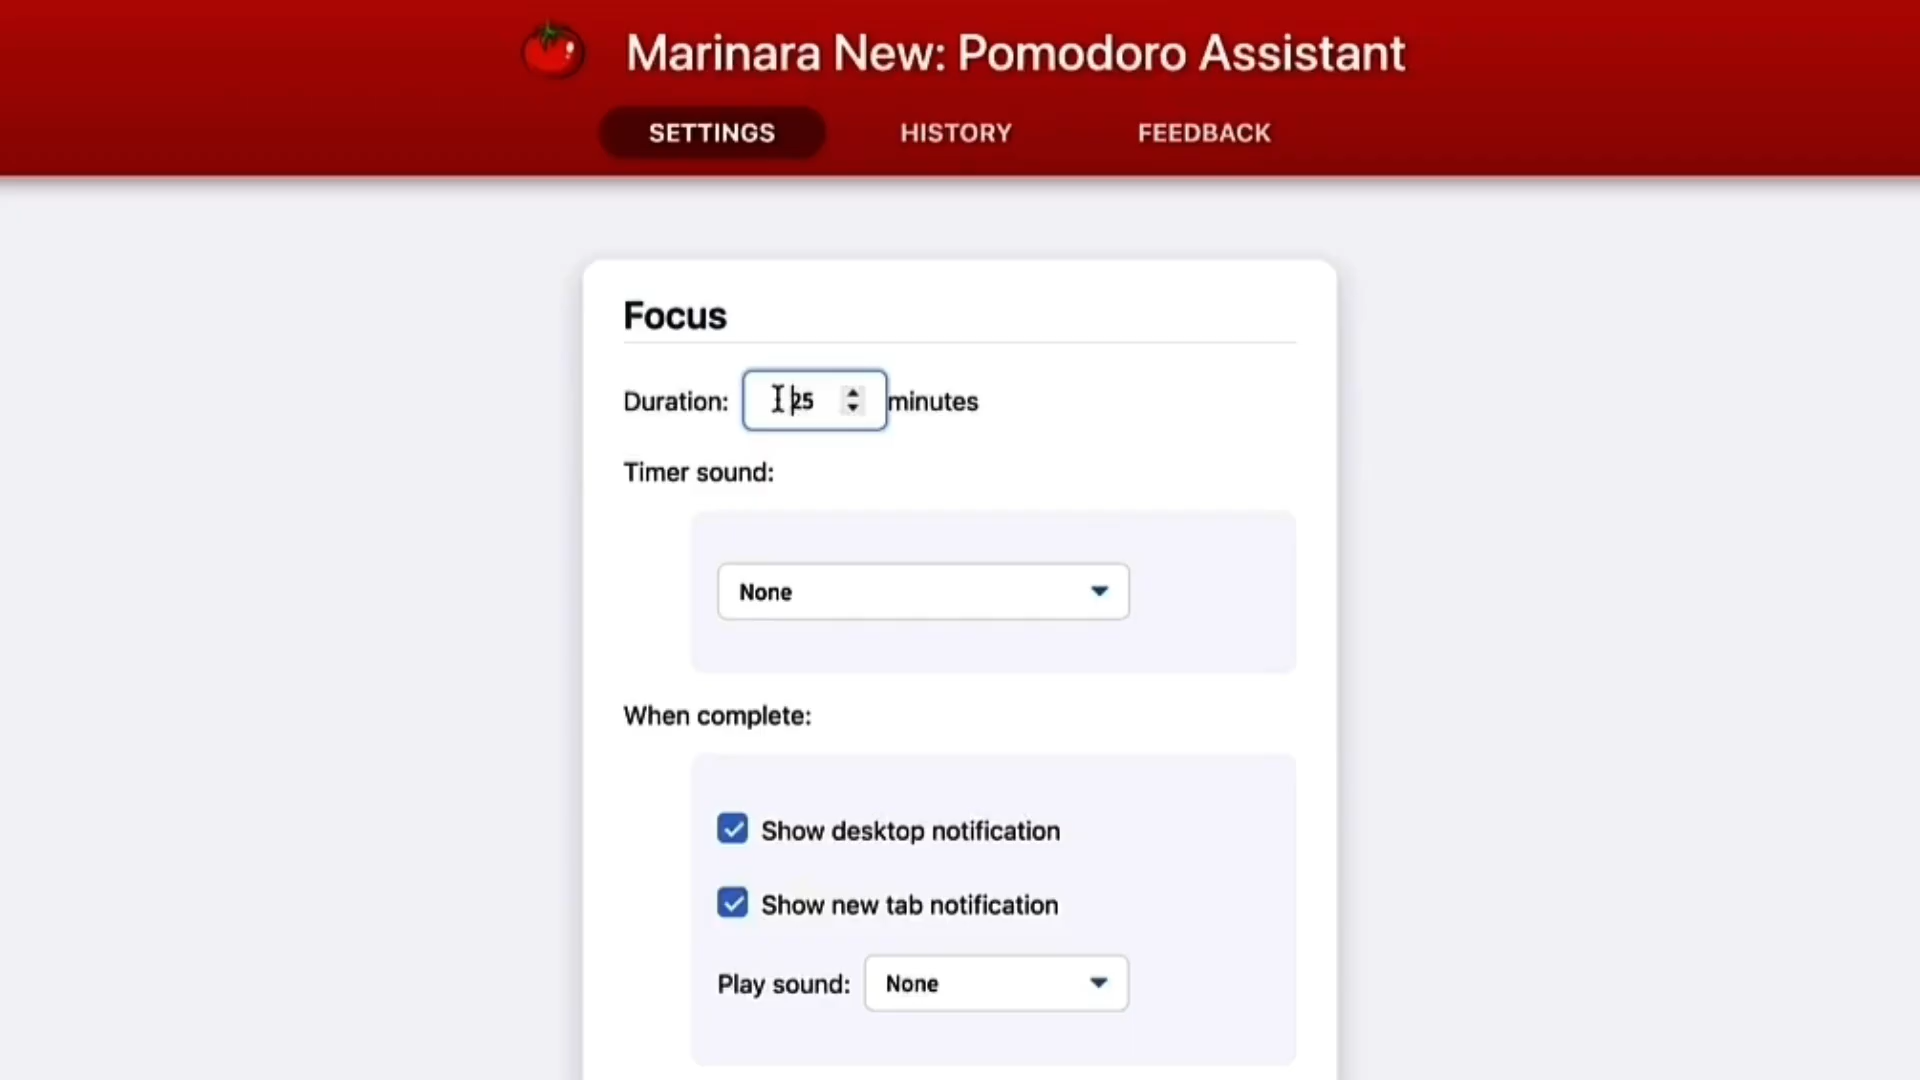 Marinara New: Pomodoro Assistant
SETTINGS HISTORY FEEDBACK
Focus
Duration: 25 minutes
Timer sound:
None
When complete:
Show desktop notification
Show new tab notification
Play sound: None